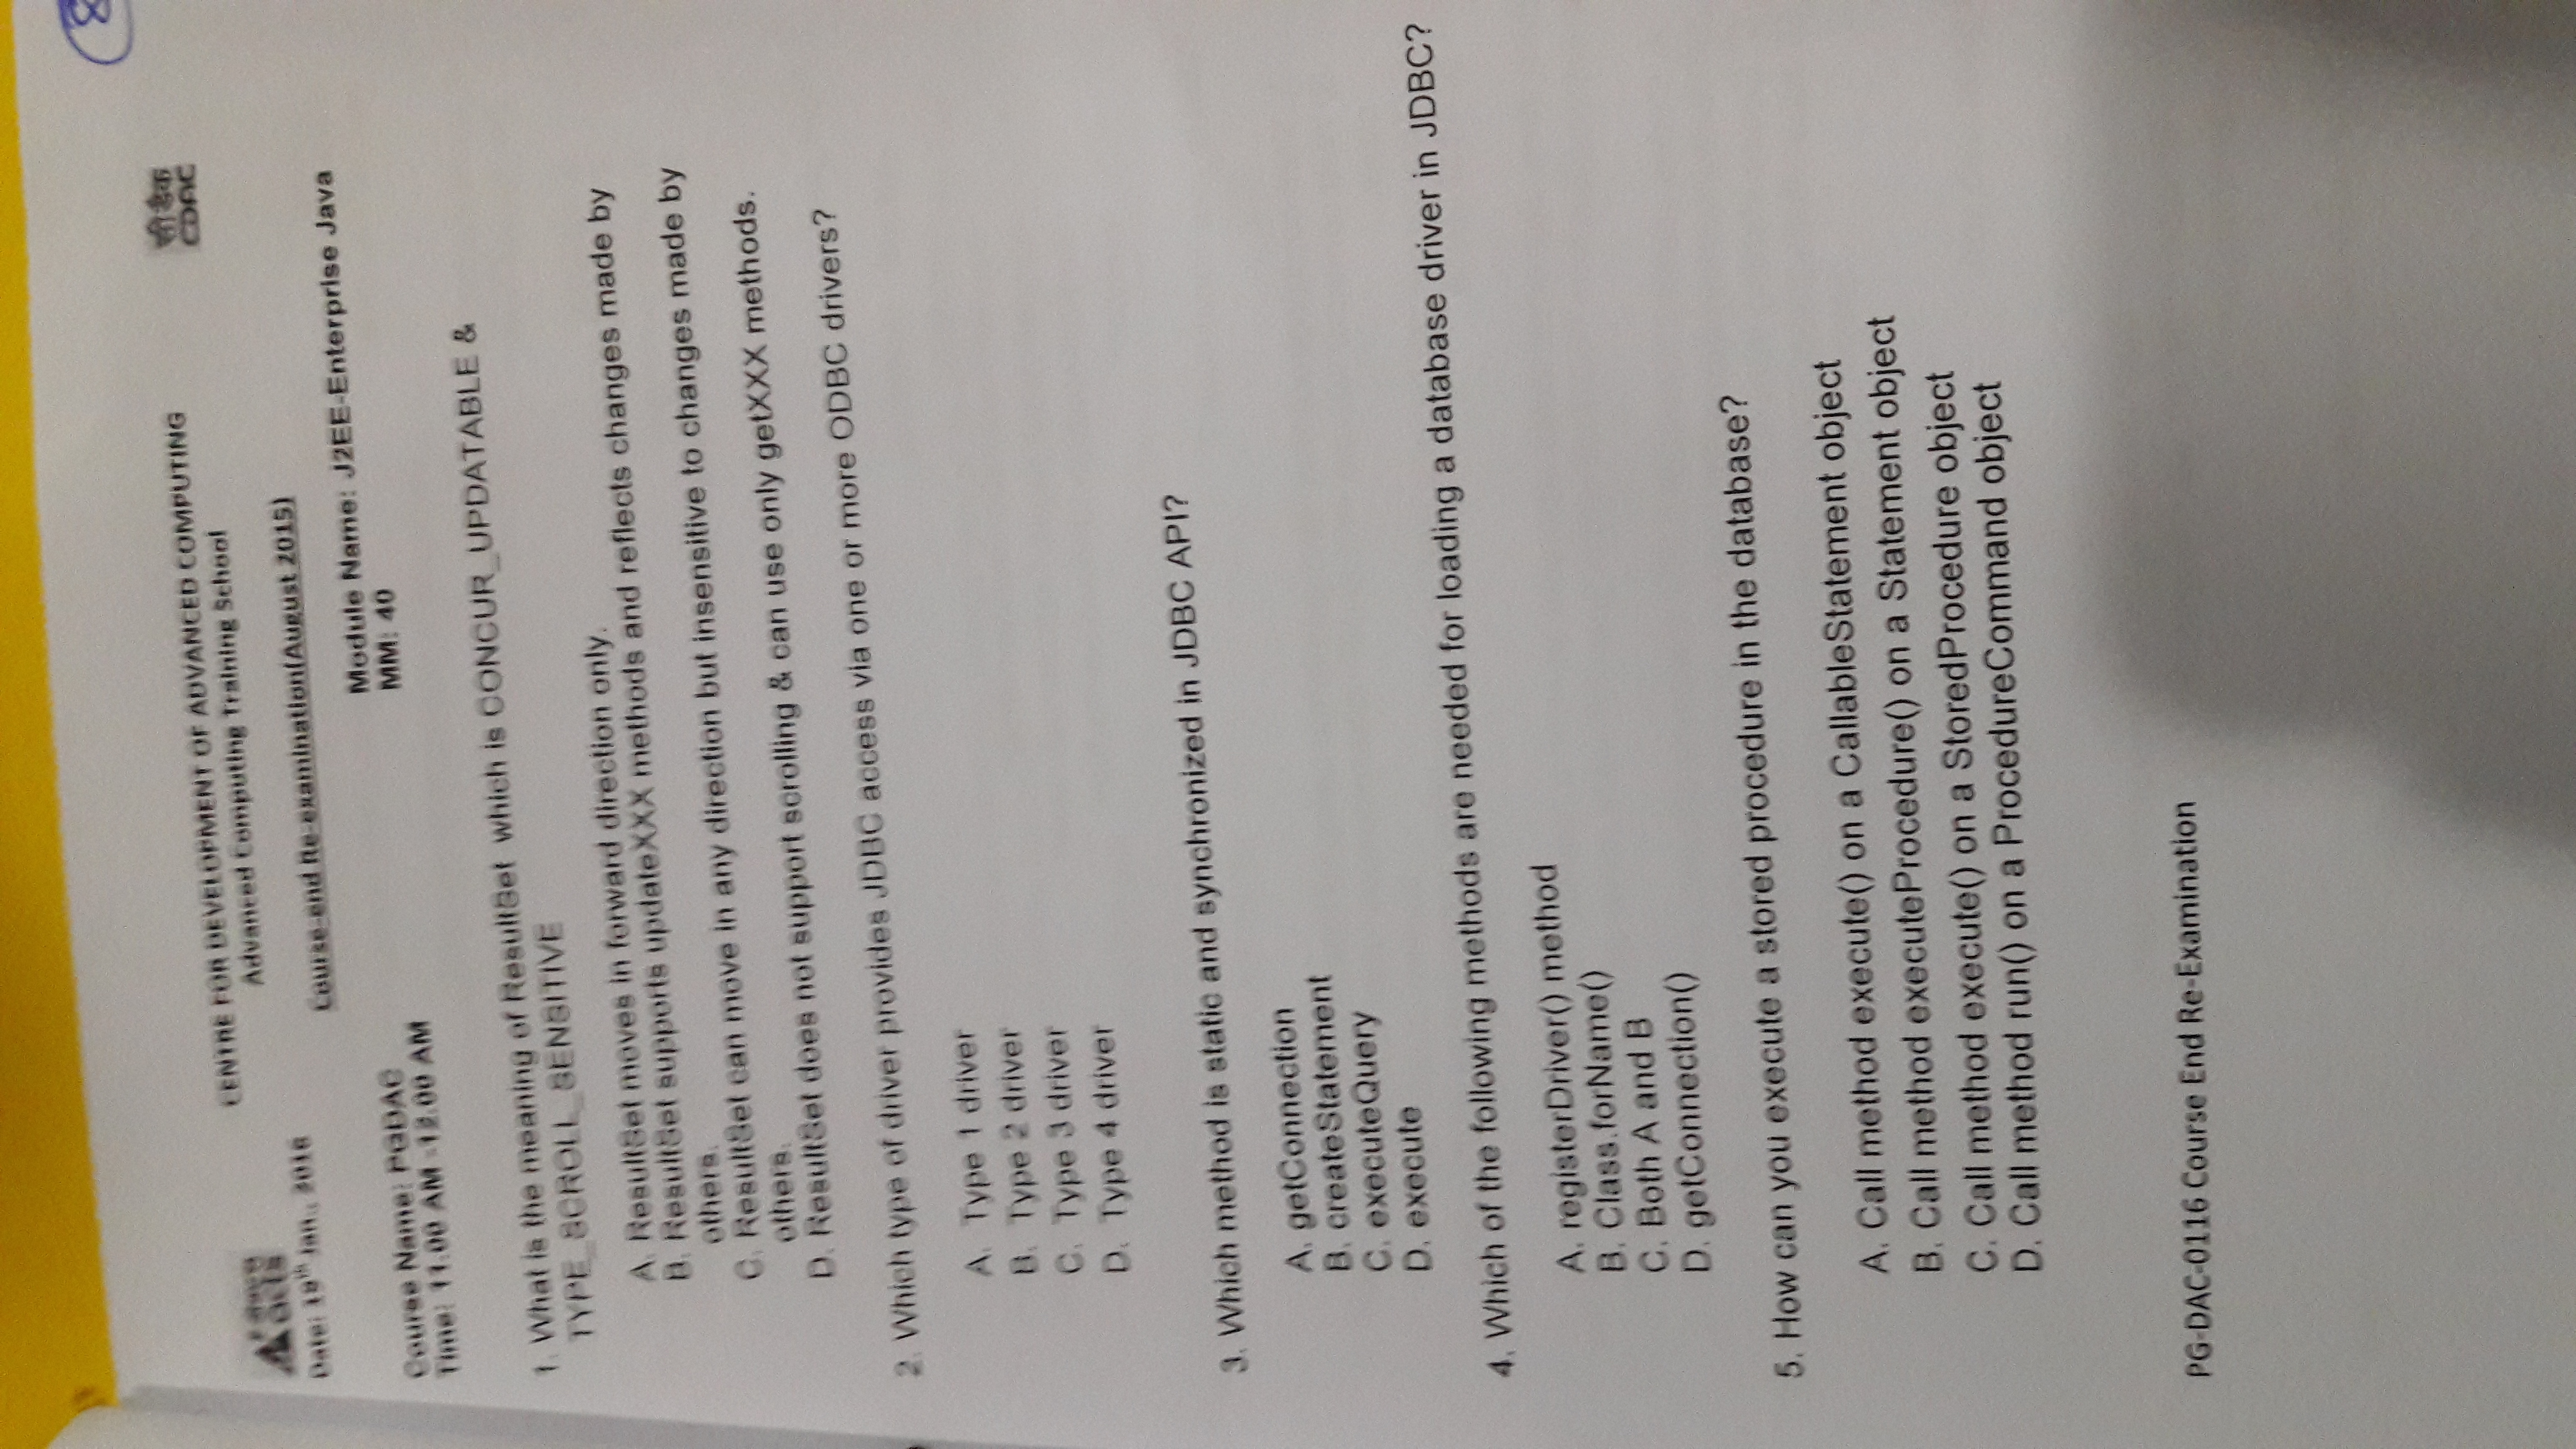 8
सी डैक
CDAC
CENTRE FOR DEVELOPMENT OF ADVANCED COMPUTING
Advanced Computing Training School
acts
Date: 19th Jan., 2016
Course-end Re-examination(August 2015)
Module Name: J2EE-Enterprise Java
Course Name: PGDAC
MM: 40
Time: 11.00 AM -12.00 AM
1. What is the meaning of ResultSet which is CONCUR_UPDATABLE &
TYPE_SCROLL_SENSITIVE
A. ResultSet moves in forward direction only.
B. ResultSet supports updateXXX methods and reflects changes made by
others.
C. ResultSet can move in any direction but insensitive to changes made by
others.
D. ResultSet does not support scrolling & can use only getXXX methods.
2. Which type of driver provides JDBC access via one or more ODBC drivers?
A. Type 1 driver
B. Type 2 driver
C. Type 3 driver
D. Type 4 driver
3. Which method is static and synchronized in JDBC API?
A. getConnection
B. createStatement
C. executeQuery
D. execute
4. Which of the following methods are needed for loading a database driver in JDBC?
A. registerDriver() method
B. Class.forName()
C. Both A and B
D. getConnection()
5. How can you execute a stored procedure in the database?
A. Call method execute() on a CallableStatement object
B. Call method executeProcedure() on a Statement object
C. Call method execute() on a StoredProcedure object
D. Call method run() on a ProcedureCommand object
PG-DAC-0116 Course End Re-Examination